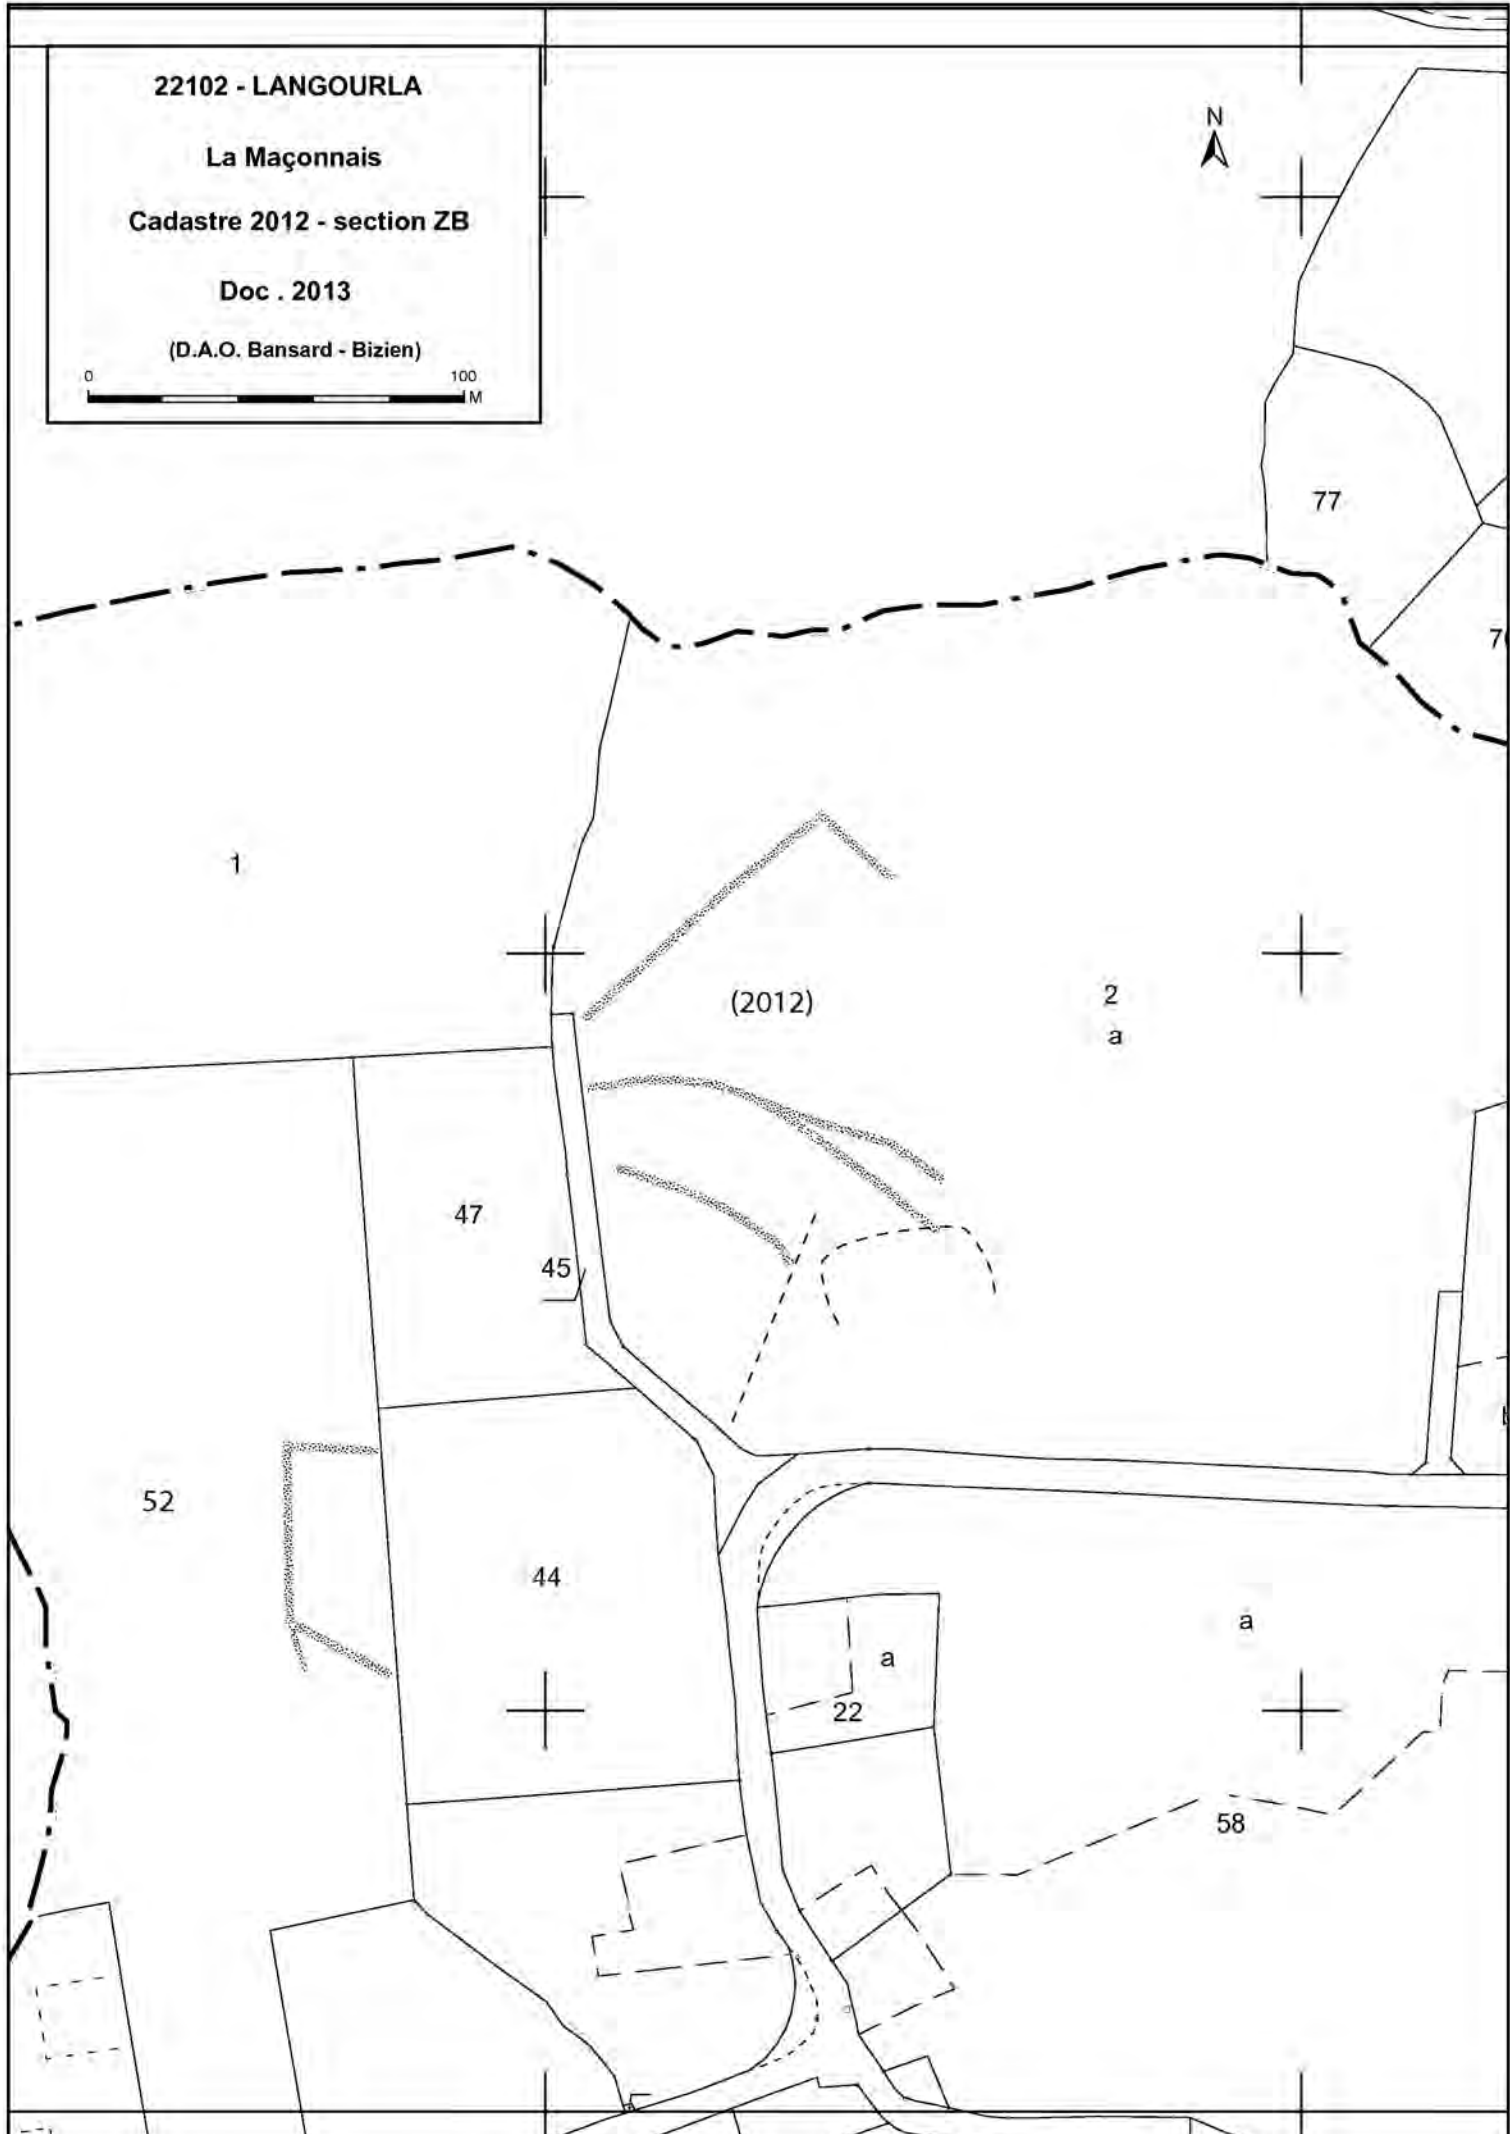 22102 - LANGOURLA
La Maçonnais
Cadastre 2012 - section ZB
Doc . 2013
(D.A.O. Bansard - Bizien)
0 100
M
N
77
1
(2012)
2
a
47
45
52
44
a
a
22
58